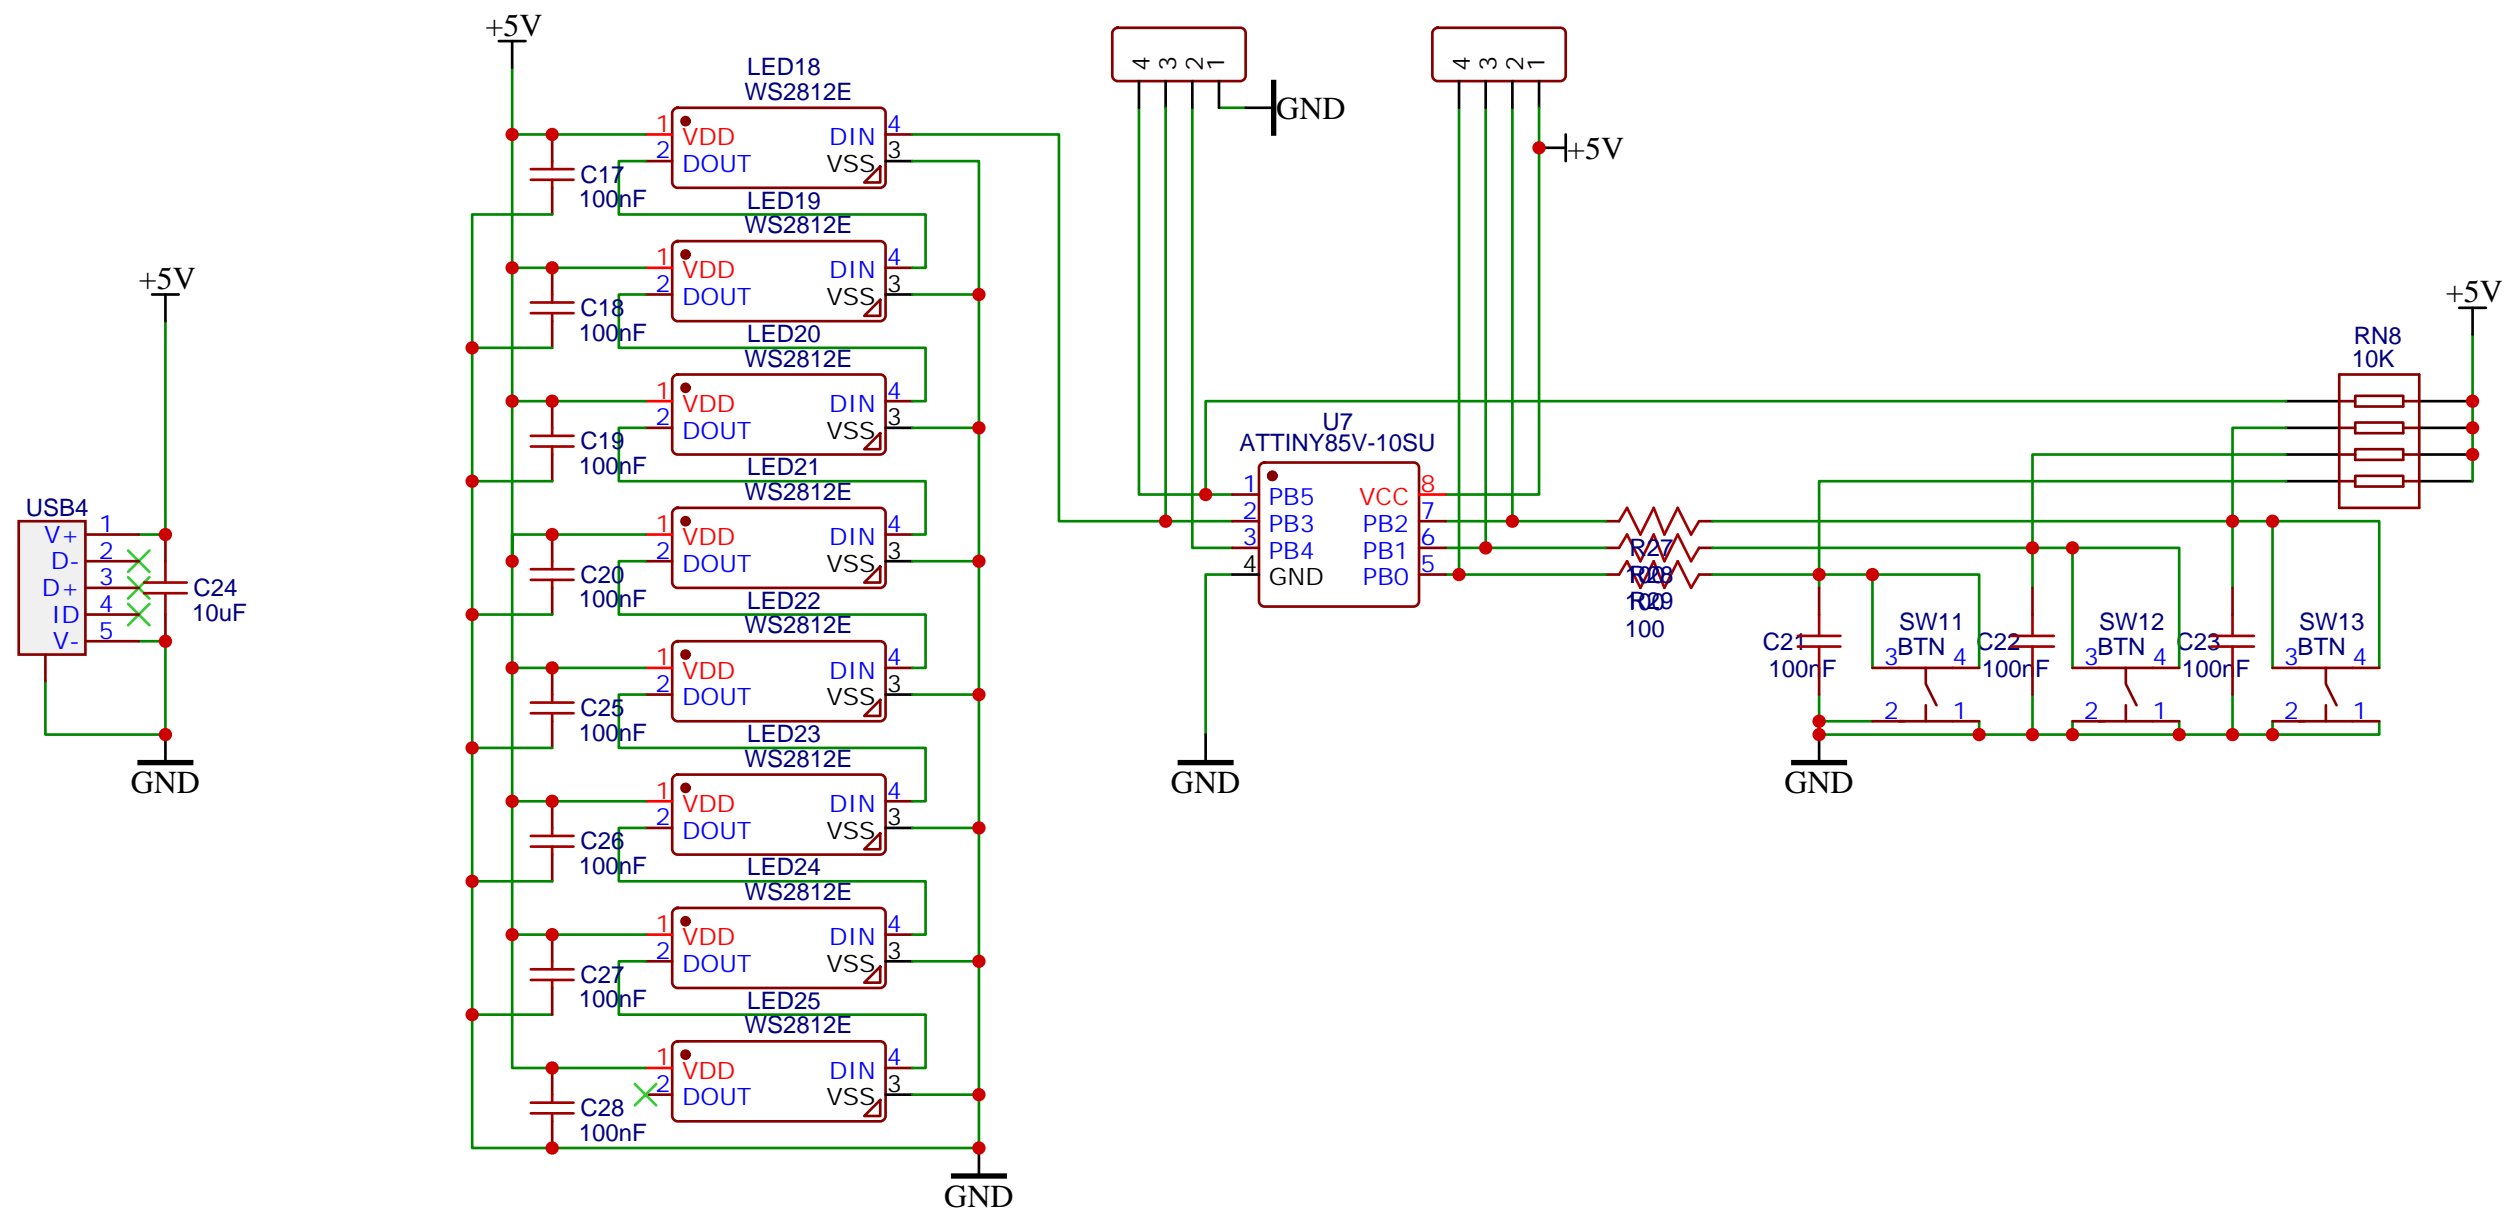 +5V
LED18
WS2812E
1 VDD DIN 4
2 DOUT VSS 3
C17
100nF
LED19
WS2812E
1 VDD DIN 4
2 DOUT VSS 3
C18
100nF
LED20
WS2812E
1 VDD DIN 4
2 DOUT VSS 3
C19
100nF
LED21
WS2812E
1 VDD DIN 4
2 DOUT VSS 3
C20
100nF
LED22
WS2812E
1 VDD DIN 4
2 DOUT VSS 3
C25
100nF
LED23
WS2812E
1 VDD DIN 4
2 DOUT VSS 3
C26
100nF
LED24
WS2812E
1 VDD DIN 4
2 DOUT VSS 3
C27
100nF
LED25
WS2812E
1 VDD DIN 4
2 DOUT VSS 3
C28
100nF
GND
+5V
USB4
V+ 1
D- 2
D+ 3
ID 4
V- 5
C24
10uF
GND
4 3 2 1
GND
4 3 2 1
+5V
U7
ATTINY85V-10SU
1 PB5 VCC 8
2 PB3 PB2 7
3 PB4 PB1 6
4 GND PB0 5
GND
R27
100
R28
100
R29
100
+5V
RN8
10K
C21
100nF
SW11
BTN
3 4
2 1
C22
100nF
SW12
BTN
3 4
2 1
C23
100nF
SW13
BTN
3 4
2 1
GND